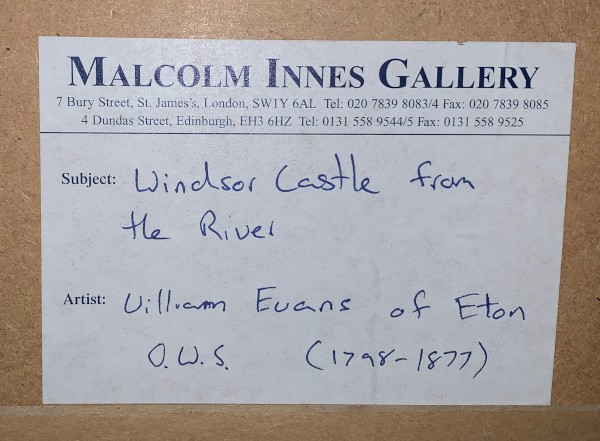 MALCOLM INNES GALLERY
7 Bury Street, St. James's, London, SW1Y 6AL Tel: 020 7839 8083/4 Fax: 020 7839 8085
4 Dundas Street, Edinburgh, EH3 6HZ Tel: 0131 558 9544/5 Fax: 0131 558 9525
Subject: Windsor Castle from
the River
Artist: William Evans of Eton
O.W.S. (1798-1877)